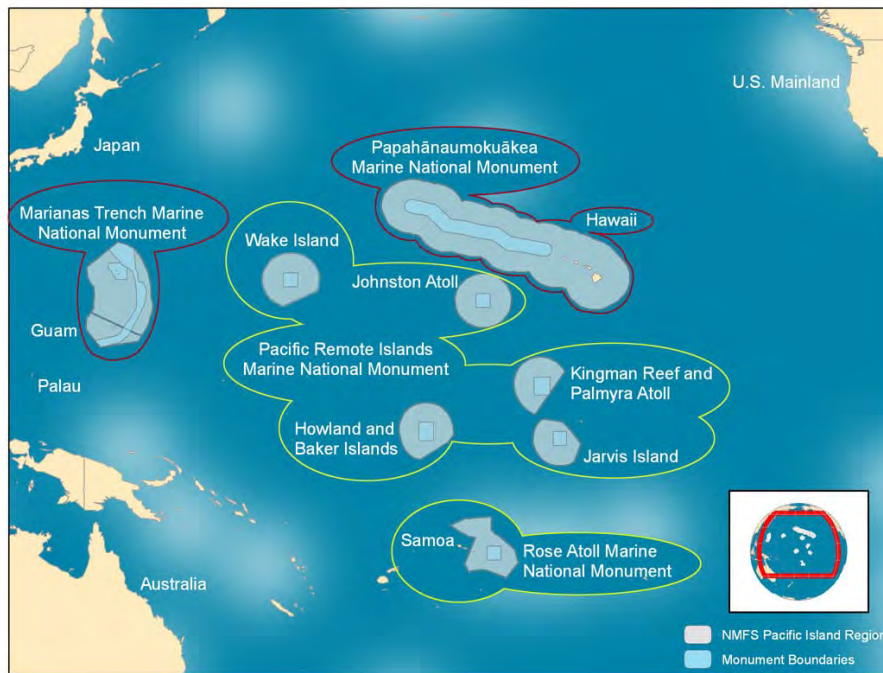 U.S. Mainland
Japan
Papahānaumokuākea
Marine National Monument
Marianas Trench Marine
National Monument
Hawaii
Wake Island
Johnston Atoll
Guam
Pacific Remote Islands
Marine National Monument
Palau
Kingman Reef and
Palmyra Atoll
Howland and
Baker Islands
Jarvis Island
Samoa
Rose Atoll Marine
National Monument
Australia
NMFS Pacific Island Region
Monument Boundaries